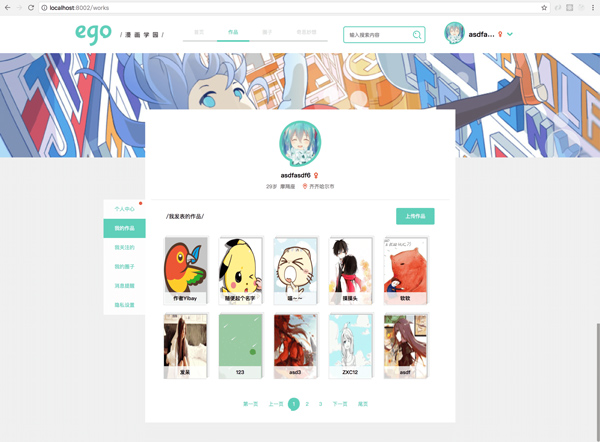 localhost:8002/works
ego /漫画学园/
首页 作品 圈子 奇思妙想
输入搜索内容
asdfa...
asdfasdf6
29岁 摩羯座 齐齐哈尔市
个人中心
我的作品
我关注的
我的圈子
消息提醒
隐私设置
/我发表的作品/
上传作品
作者Yibay
随便起个名字
喵~~
摸摸头
软软
发呆
123
asd3
ZXC12
asdf
第一页 上一页 1 2 3 下一页 尾页